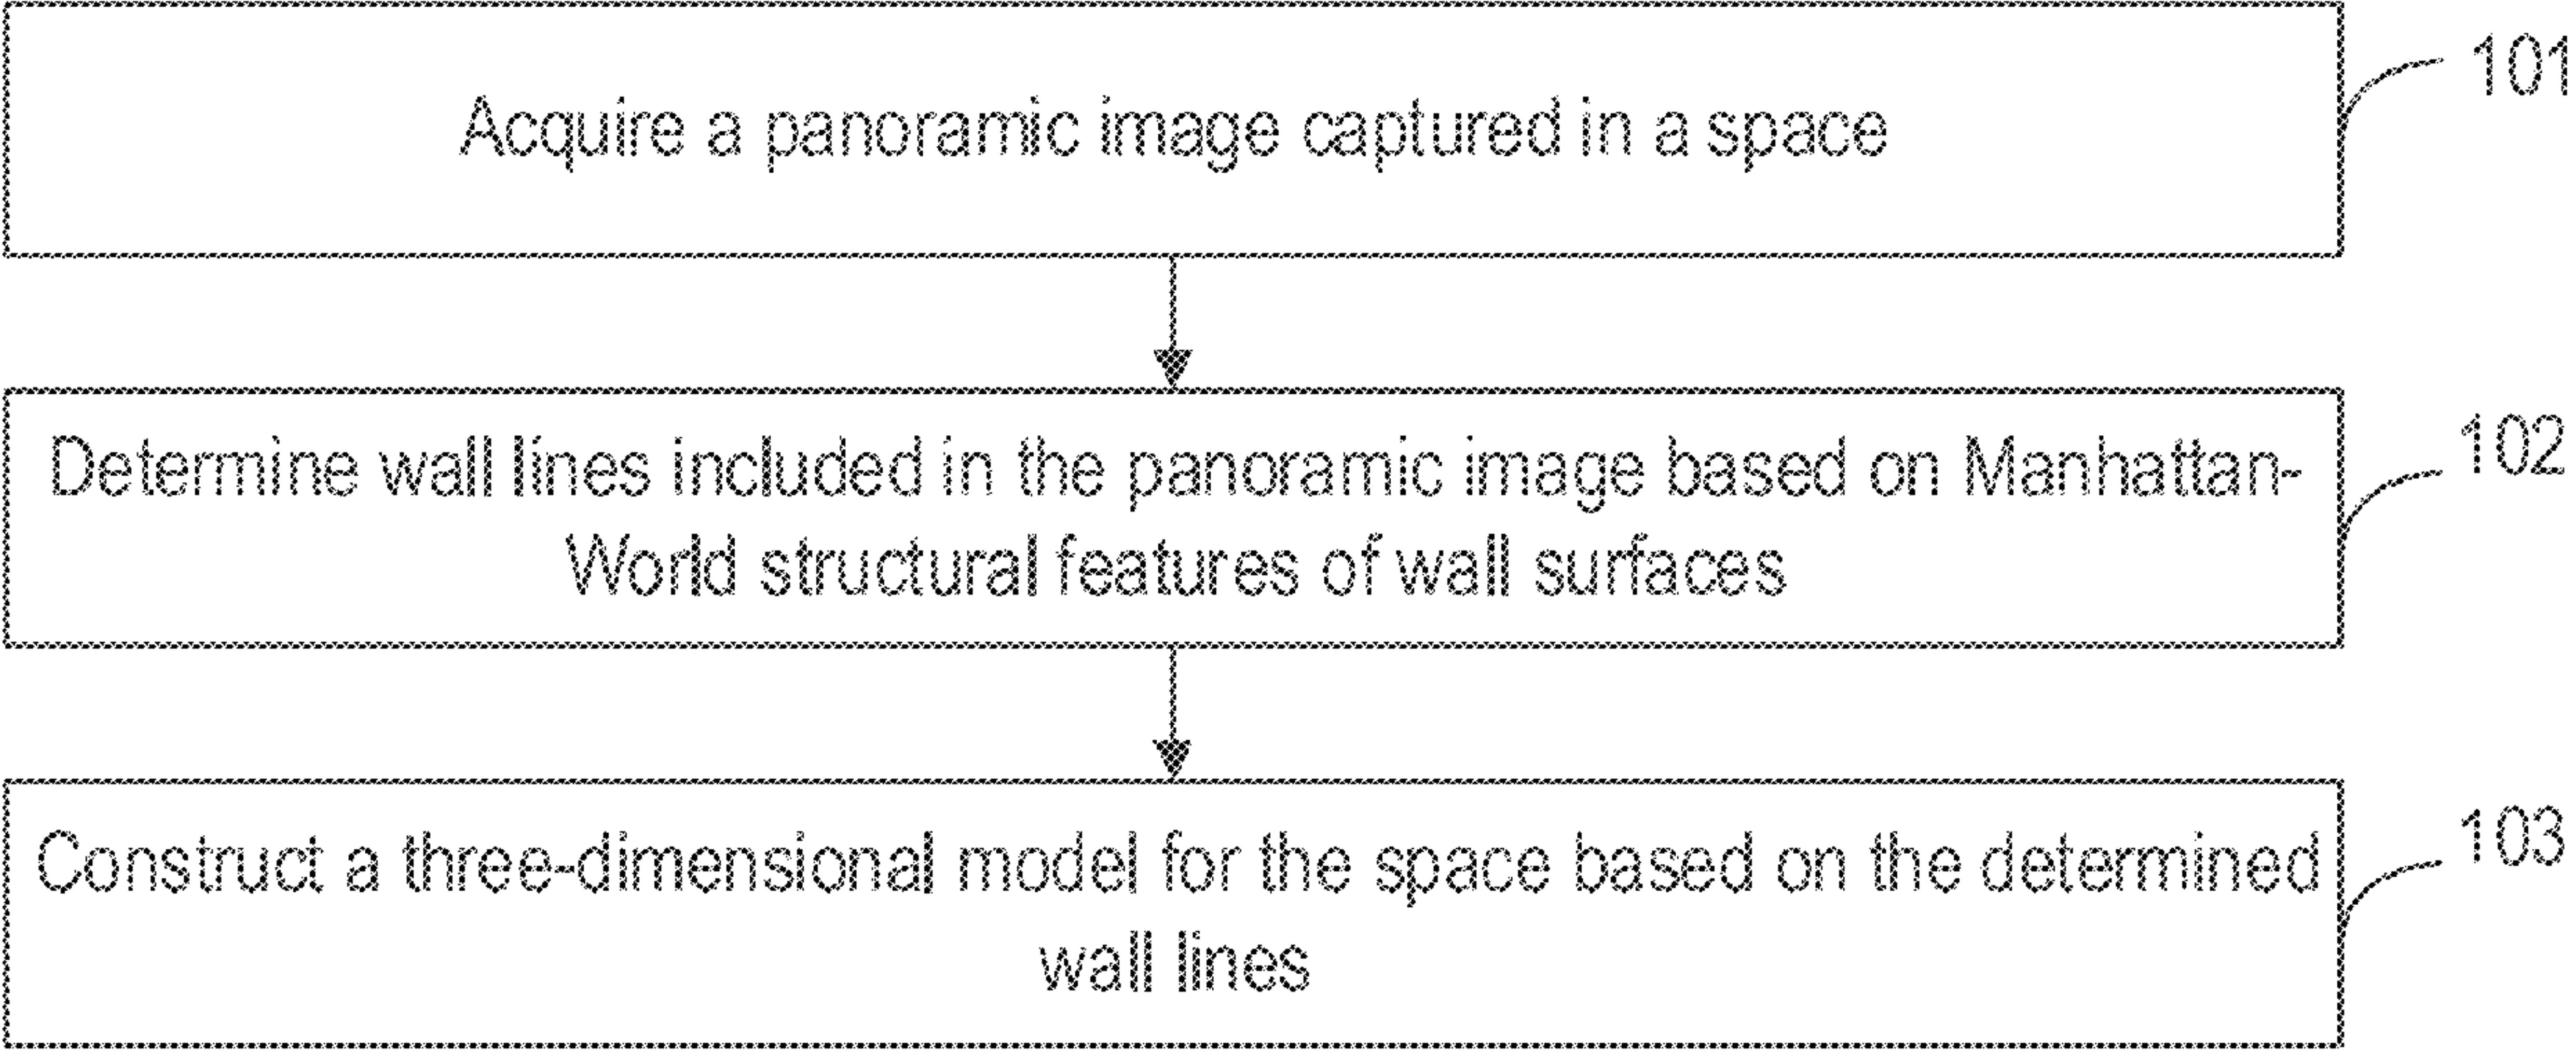 Acquire a panoramic image captured in a space
101
Determine wall lines included in the panoramic image based on Manhattan-
World structural features of wall surfaces
102
Construct a three-dimensional model for the space based on the determined
wall lines
103